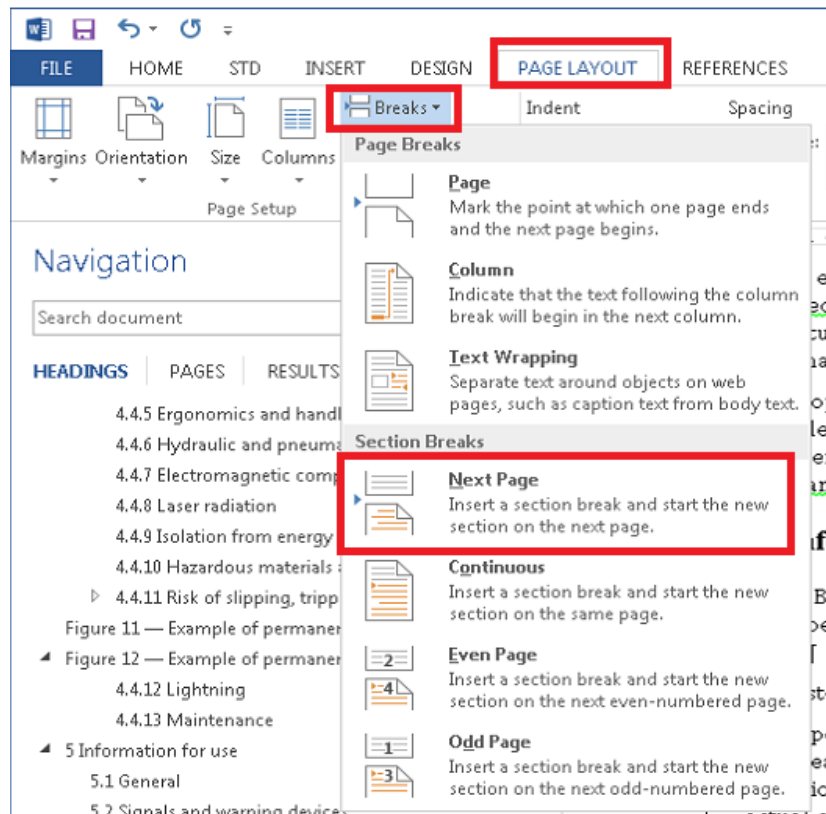 FILE HOME STD INSERT DESIGN PAGE LAYOUT REFERENCES
Breaks Indent Spacing
Margins Orientation Size Columns
Page Setup
Page Breaks
Page
Mark the point at which one page ends
and the next page begins.
Column
Indicate that the text following the column
break will begin in the next column.
Text Wrapping
Separate text around objects on web
pages, such as caption text from body text.
Section Breaks
Next Page
Insert a section break and start the new
section on the next page.
Continuous
Insert a section break and start the new
section on the same page.
2
Even Page
4
Insert a section break and start the new
section on the next even-numbered page.
1
Odd Page
3
Insert a section break and start the new
section on the next odd-numbered page.
Navigation
Search document
HEADINGS PAGES RESULTS
4.4.5 Ergonomics and handl
4.4.6 Hydraulic and pneuma
4.4.7 Electromagnetic comp
4.4.8 Laser radiation
4.4.9 Isolation from energy
4.4.10 Hazardous materials
4.4.11 Risk of slipping, tripp
Figure 11 — Example of permaner
Figure 12 — Example of permaner
4.4.12 Lightning
4.4.13 Maintenance
5 Information for use
5.1 General
5.2 Signals and warning devices